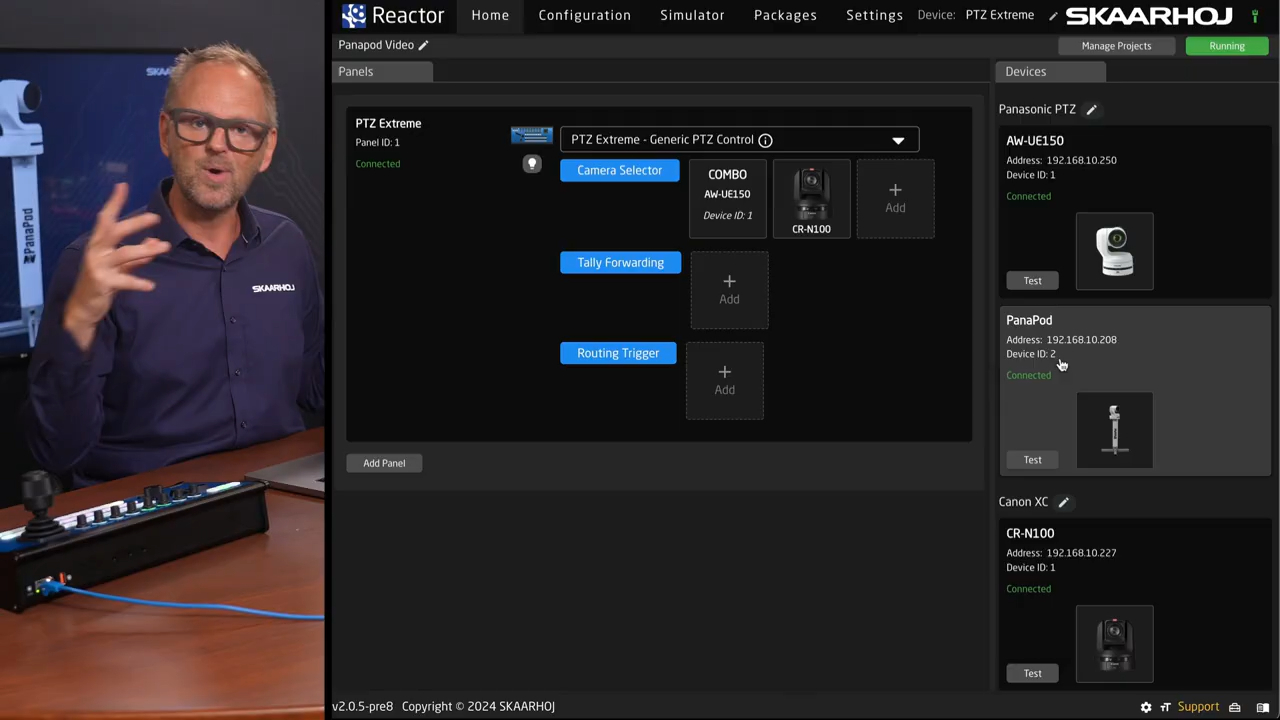 Reactor
Home
Configuration
Simulator
Packages
Settings
Device: PTZ Extreme
SKAARHOJ
Panapod Video
Manage Projects
Running
Panels
PTZ Extreme
Panel ID: 1
Connected
PTZ Extreme - Generic PTZ Control
Camera Selector
COMBO
AW-UE150
Device ID: 1
CR-N100
+
Add
Tally Forwarding
+
Add
Routing Trigger
+
Add
Add Panel
Devices
Panasonic PTZ
AW-UE150
Address: 192.168.10.250
Device ID: 1
Connected
Test
PanaPod
Address: 192.168.10.208
Device ID: 2
Connected
Test
Canon XC
CR-N100
Address: 192.168.10.227
Device ID: 1
Connected
Test
v2.0.5-pre8 Copyright © 2024 SKAARHOJ
Support
PanaPod
SKAARHOJ